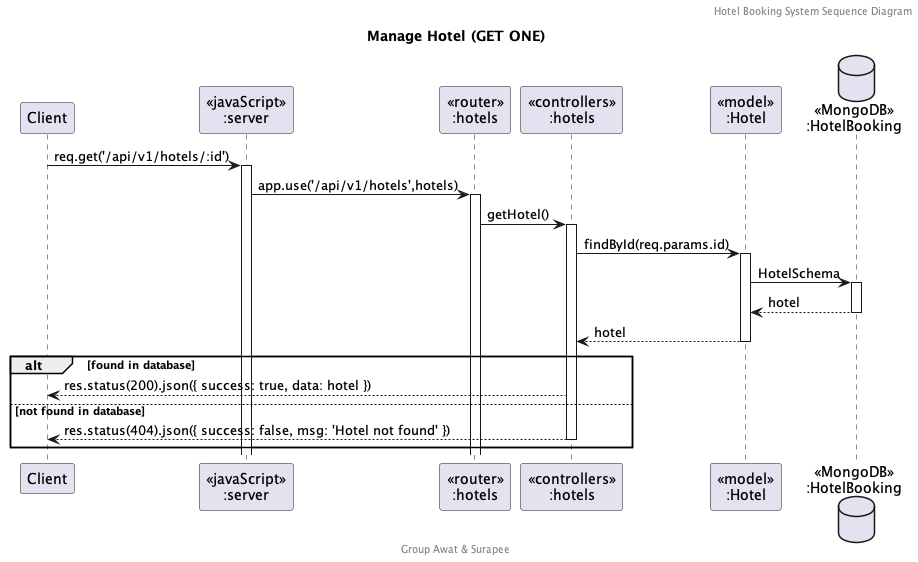 Hotel Booking System Sequence Diagram
Manage Hotel (GET ONE)
Client
«javaScript»
:server
«router»
:hotels
«controllers»
:hotels
«model»
:Hotel
«MongoDB»
:HotelBooking
req.get('/api/v1/hotels/:id')
app.use('/api/v1/hotels',hotels)
getHotel()
findById(req.params.id)
HotelSchema
hotel
hotel
alt [found in database]
res.status(200).json({ success: true, data: hotel })
[not found in database]
res.status(404).json({ success: false, msg: 'Hotel not found' })
Client
«javaScript»
:server
«router»
:hotels
«controllers»
:hotels
«model»
:Hotel
«MongoDB»
:HotelBooking
Group Awat & Surapee